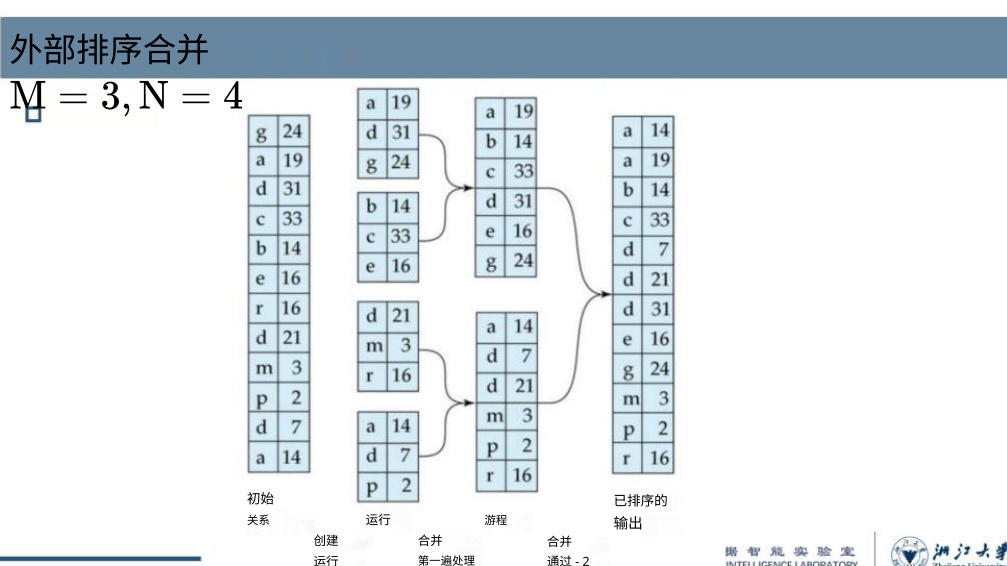 外部排序合并
M = 3, N = 4
g 24
a 19
d 31
c 33
b 14
e 16
r 16
d 21
m 3
p 2
d 7
a 14
初始
关系
a 19
d 31
g 24
b 14
c 33
e 16
d 21
m 3
r 16
a 14
d 7
p 2
运行
创建
运行
a 19
b 14
c 33
d 31
e 16
g 24
a 14
d 7
d 21
m 3
p 2
r 16
游程
合并
第一遍处理
a 14
a 19
b 14
c 33
d 7
d 21
d 31
e 16
g 24
m 3
p 2
r 16
已排序的
输出
合并
通过 - 2
据智能实验室
INTELLIGENCE LABORATORY
浙江大学